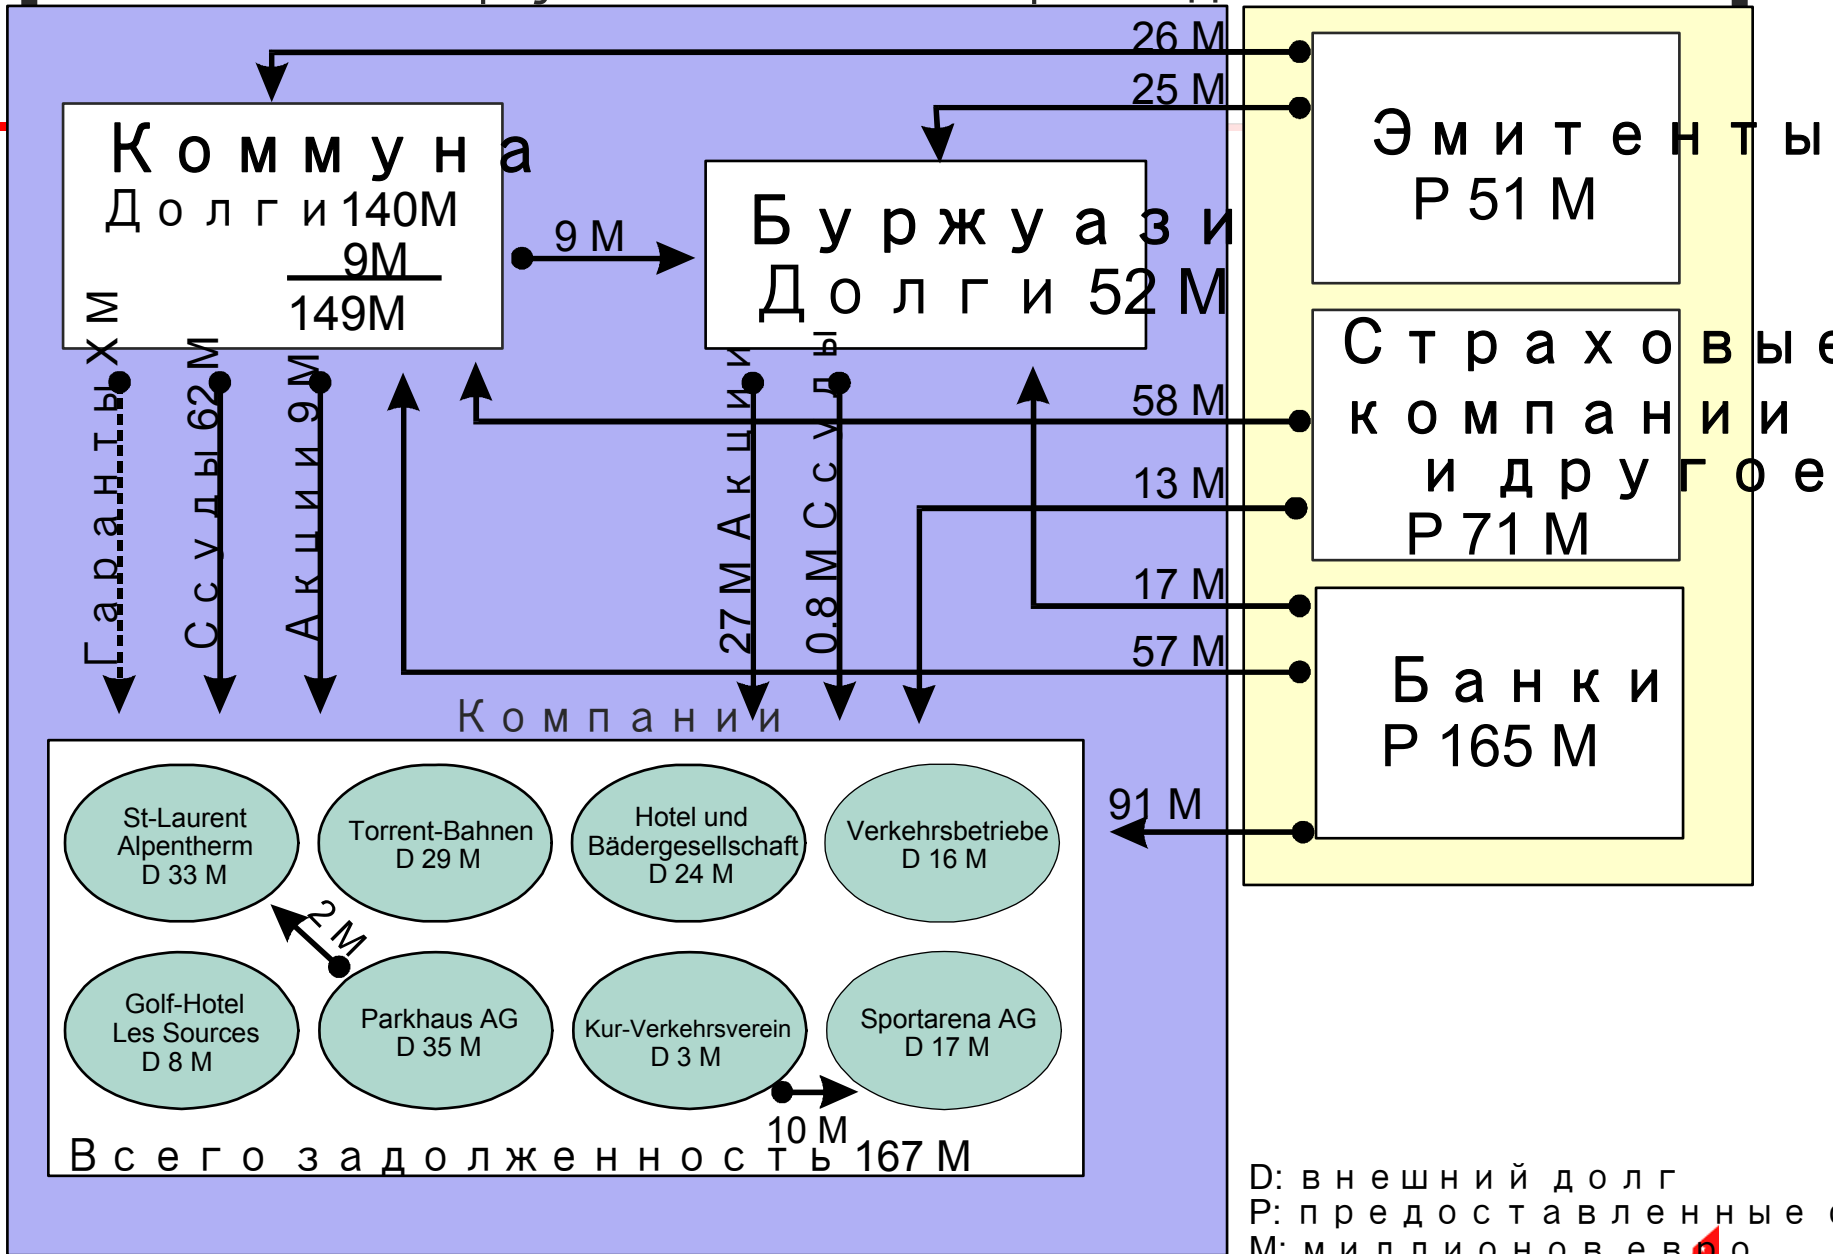 26 M
25 M
Коммуна
Долги 140M
9M
149M
9 M
Буржуази
Долги 52 M
Эмитенты
P 51 M
Страховые
компании
и другое
P 71 M
Банки
P 165 M
58 M
13 M
17 M
57 M
91 M
Гаранты X M
Ссуды 62 M
Акции 9 M
27 M Акции
0.8 M Ссуды
Компании
St-Laurent
Alpentherm
D 33 M
Torrent-Bahnen
D 29 M
Hotel und
Bädergesellschaft
D 24 M
Verkehrsbetriebe
D 16 M
2 M
Golf-Hotel
Les Sources
D 8 M
Parkhaus AG
D 35 M
Kur-Verkehrsverein
D 3 M
Sportarena AG
D 17 M
10 M
Всего задолженность 167 M
D: внешний долг
P: предоставленные
M: миллионов евро